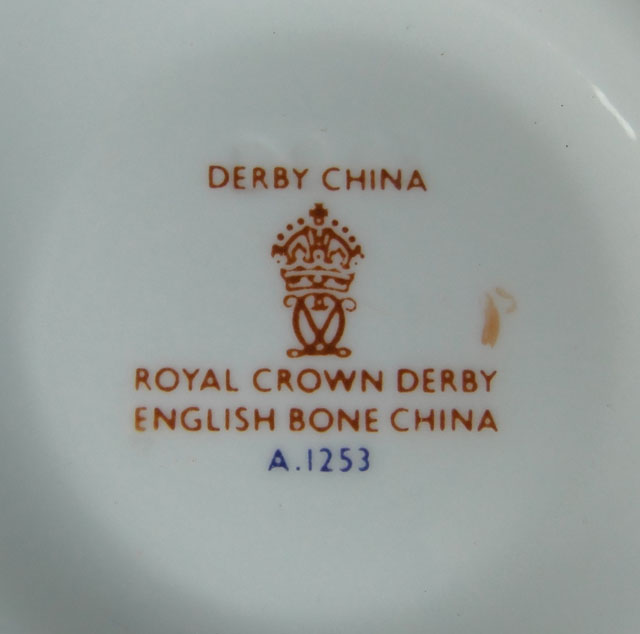 DERBY CHINA
ROYAL CROWN DERBY
ENGLISH BONE CHINA
A.1253